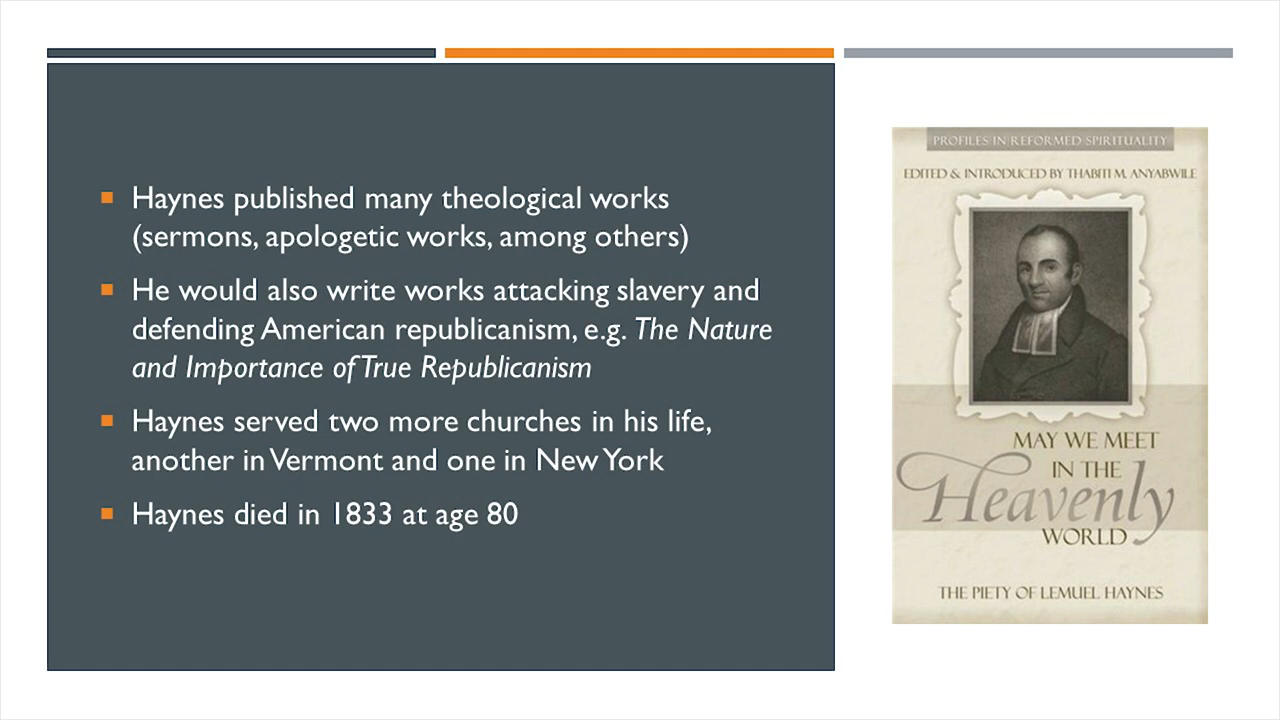 Haynes published many theological works
(sermons, apologetic works, among others)
He would also write works attacking slavery and
defending American republicanism, e.g. The Nature
and Importance of True Republicanism
Haynes served two more churches in his life,
another in Vermont and one in New York
Haynes died in 1833 at age 80
PROFILES IN REFORMED SPIRITUALITY
EDITED & INTRODUCED BY THABITI M. ANYABWILE
MAY WE MEET
IN THE
Heavenly
WORLD
THE PIETY OF LEMUEL HAYNES